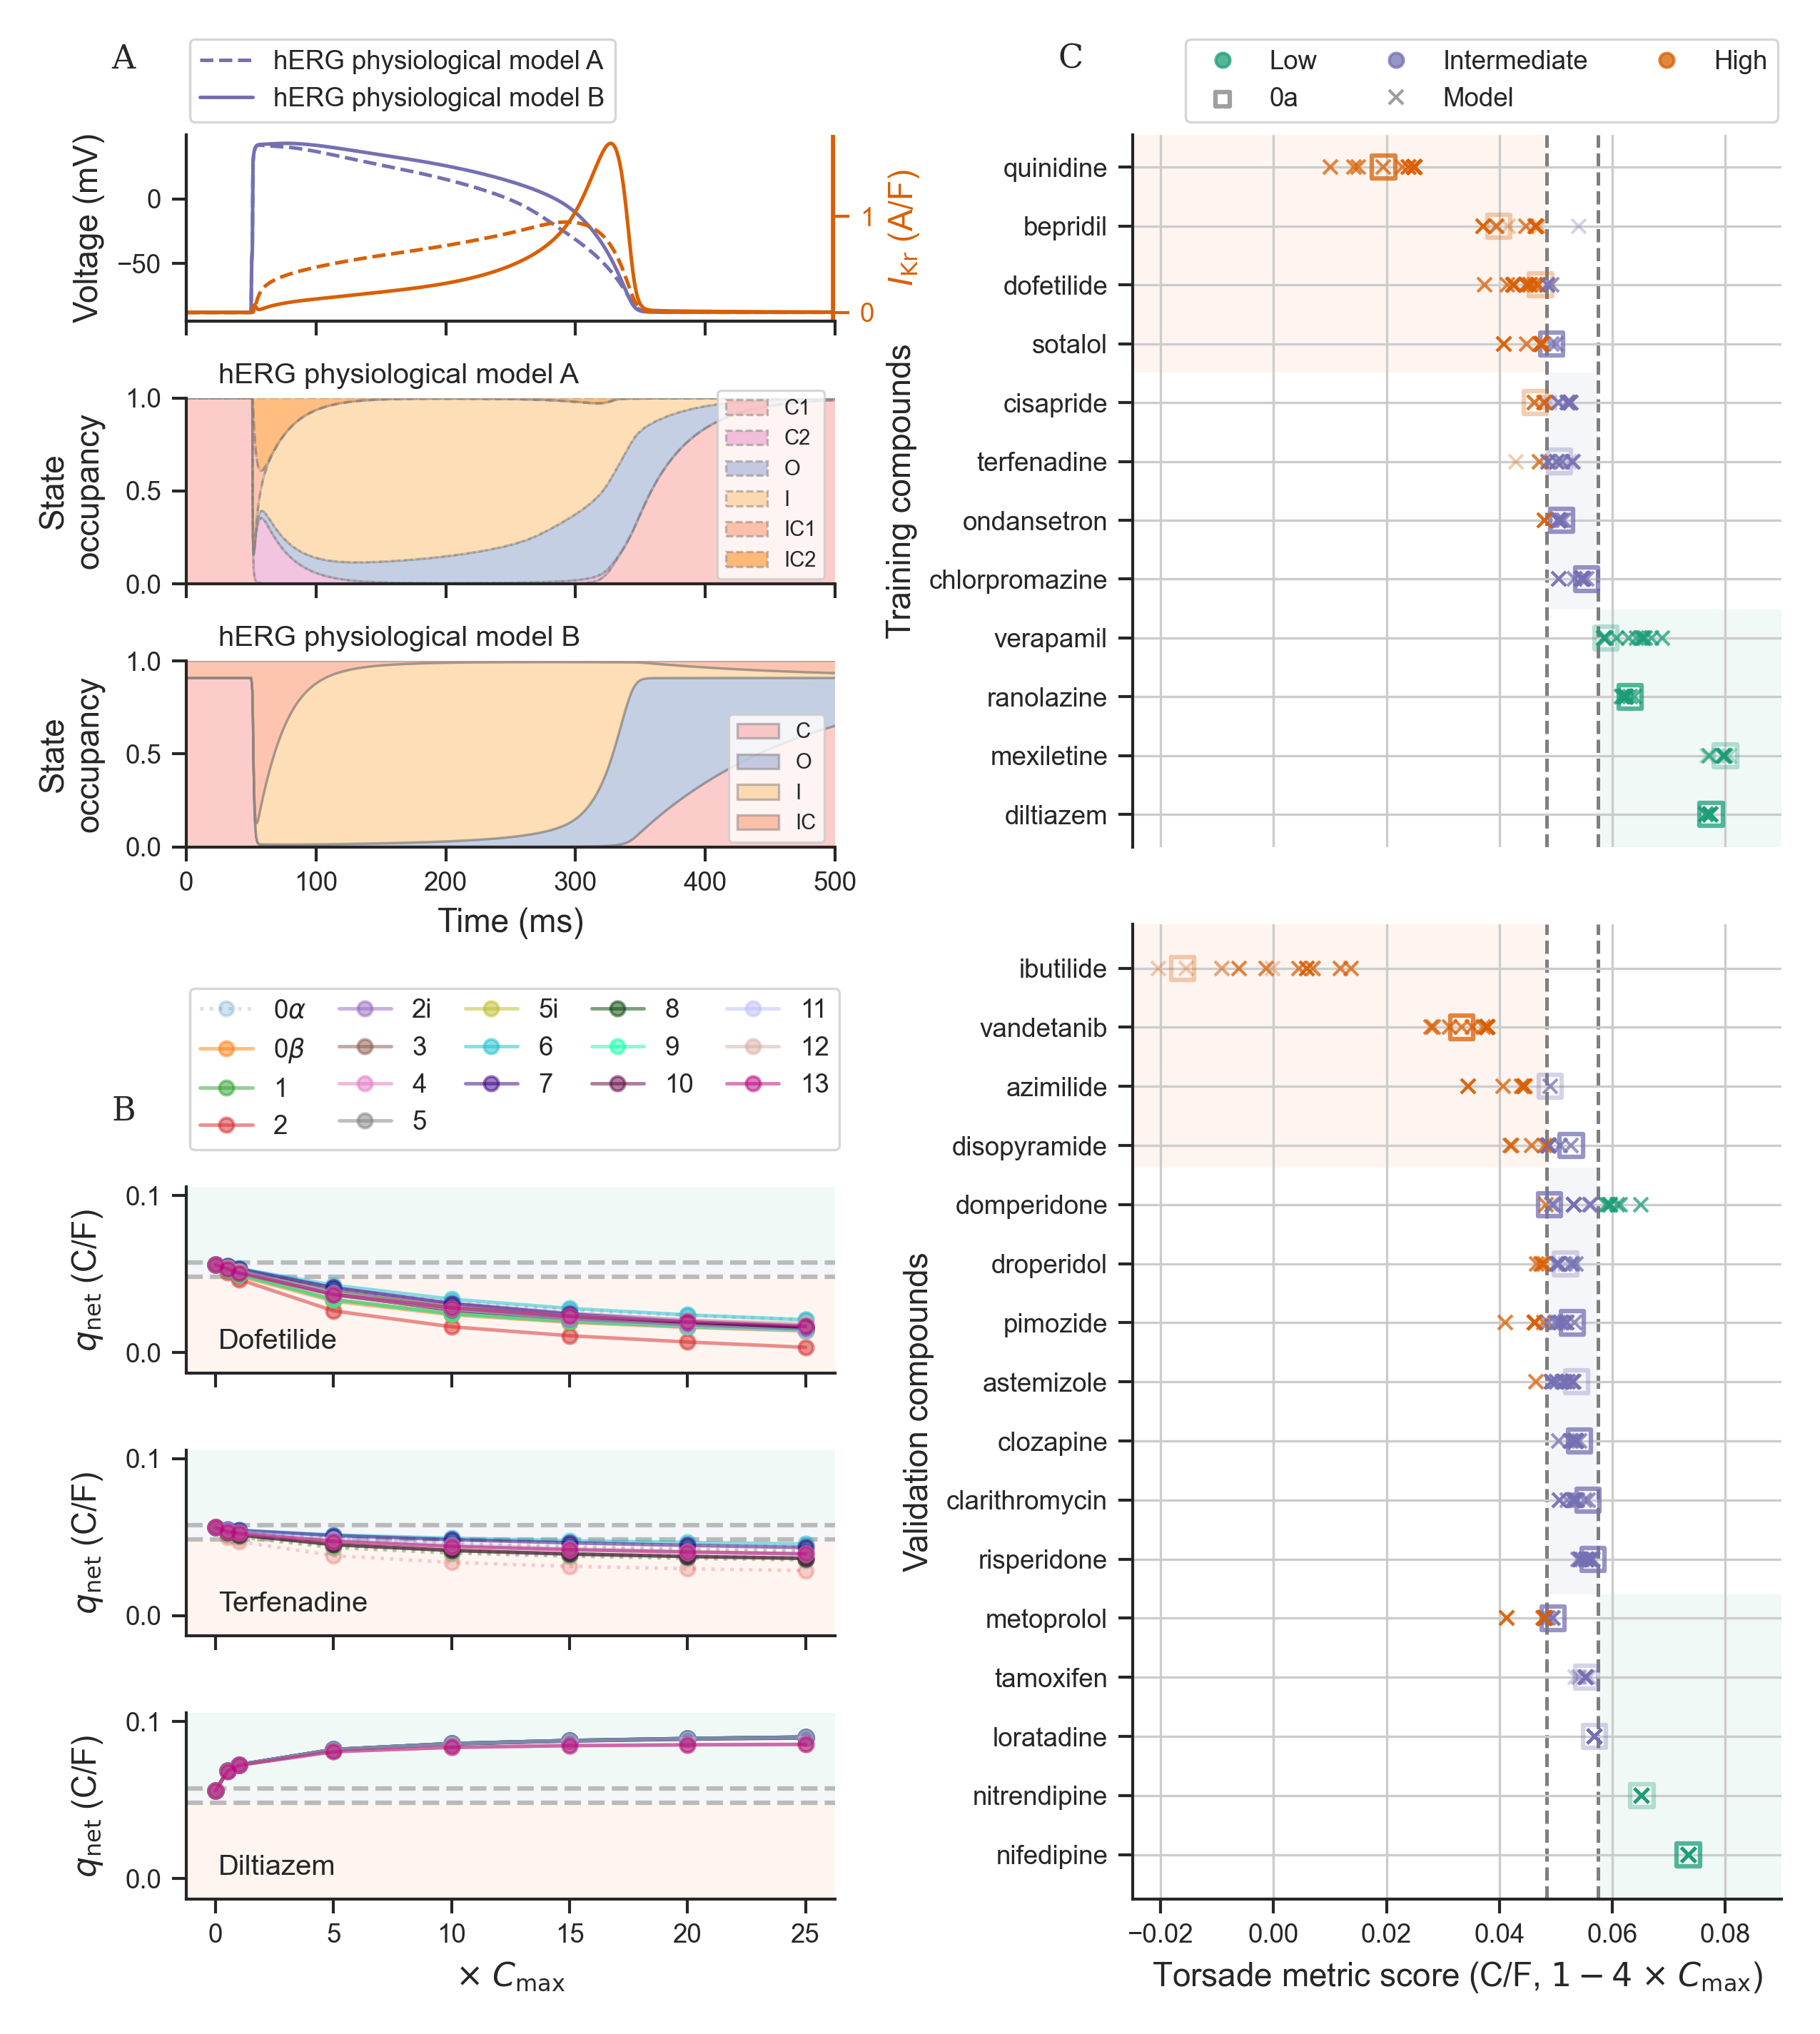 A
hERG physiological model A
hERG physiological model B
Voltage (mV)
0
−50
I_Kr (A/F)
1
0
hERG physiological model A
State
occupancy
1.0
0.5
0.0
C1
C2
O
I
IC1
IC2
hERG physiological model B
State
occupancy
1.0
0.5
0.0
C
O
I
IC
0 100 200 300 400 500
Time (ms)
B
0α 2i 5i 8 11
0β 3 6 9 12
1 4 7 10 13
2 5
q_net (C/F)
0.1
0.0
Dofetilide
q_net (C/F)
0.1
0.0
Terfenadine
q_net (C/F)
0.1
0.0
Diltiazem
0 5 10 15 20 25
× C_max
C
Low Intermediate High
0a Model
Training compounds
quinidine
bepridil
dofetilide
sotalol
cisapride
terfenadine
ondansetron
chlorpromazine
verapamil
ranolazine
mexiletine
diltiazem
Validation compounds
ibutilide
vandetanib
azimilide
disopyramide
domperidone
droperidol
pimozide
astemizole
clozapine
clarithromycin
risperidone
metoprolol
tamoxifen
loratadine
nitrendipine
nifedipine
−0.02 0.00 0.02 0.04 0.06 0.08
Torsade metric score (C/F, 1 − 4 × C_max)